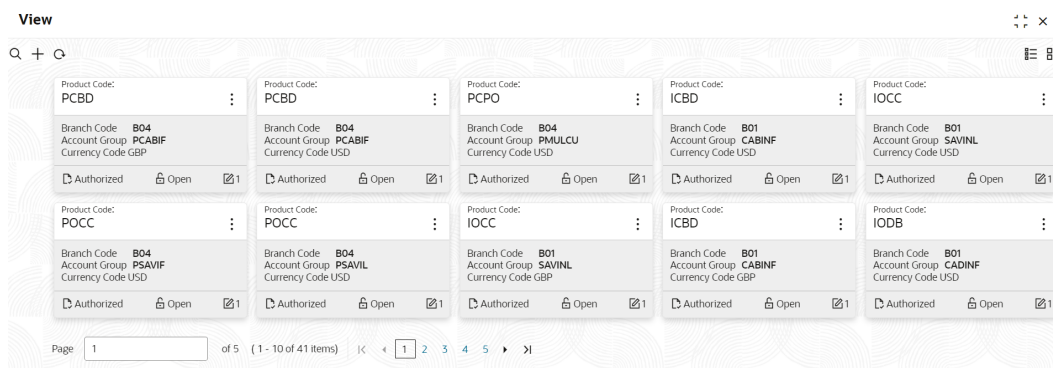 View
Product Code:
PCBD
Branch Code B04
Account Group PCABIF
Currency Code GBP
Authorized Open 1
Product Code:
PCBD
Branch Code B04
Account Group PCABIF
Currency Code USD
Authorized Open 1
Product Code:
PCPO
Branch Code B04
Account Group PMULCU
Currency Code USD
Authorized Open 1
Product Code:
ICBD
Branch Code B01
Account Group CABINF
Currency Code USD
Authorized Open 1
Product Code:
IOCC
Branch Code B01
Account Group SAVINL
Currency Code USD
Authorized Open 1
Product Code:
POCC
Branch Code B04
Account Group PSAVIF
Currency Code USD
Authorized Open 1
Product Code:
POCC
Branch Code B04
Account Group PSAVIL
Currency Code USD
Authorized Open 1
Product Code:
IOCC
Branch Code B01
Account Group SAVINL
Currency Code GBP
Authorized Open 1
Product Code:
ICBD
Branch Code B01
Account Group CABINF
Currency Code GBP
Authorized Open 1
Product Code:
IODB
Branch Code B01
Account Group CADINF
Currency Code USD
Authorized Open 1
Page 1 of 5 ( 1 - 10 of 41 items) 1 2 3 4 5